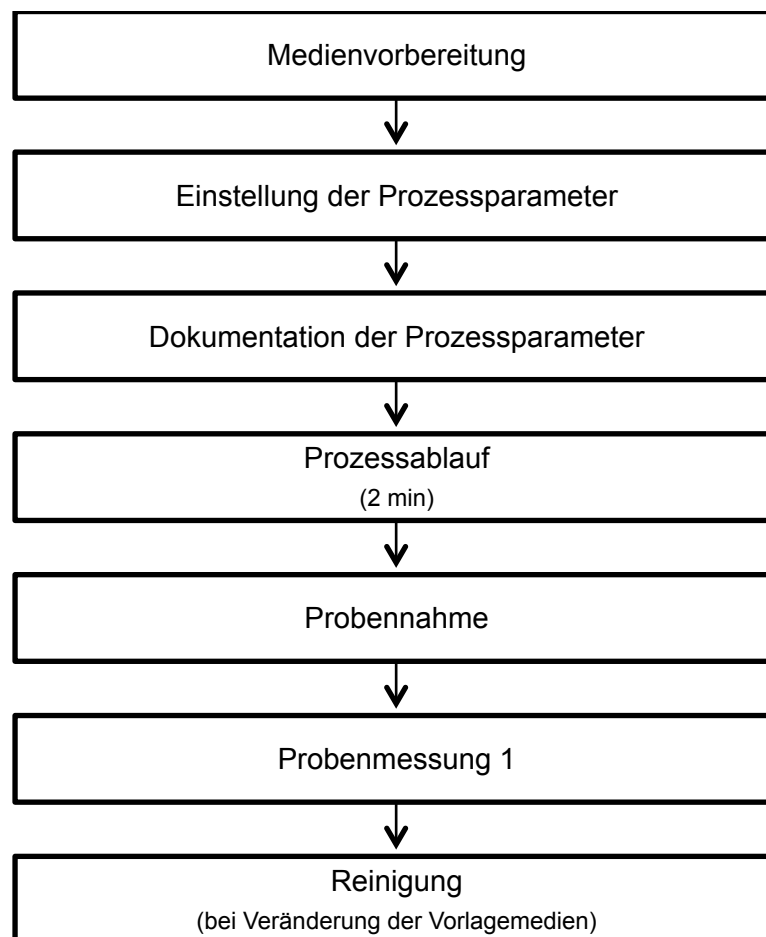 Medienvorbereitung
Einstellung der Prozessparameter
Dokumentation der Prozessparameter
Prozessablauf
(2 min)
Probennahme
Probenmessung 1
Reinigung
(bei Veränderung der Vorlagemedien)